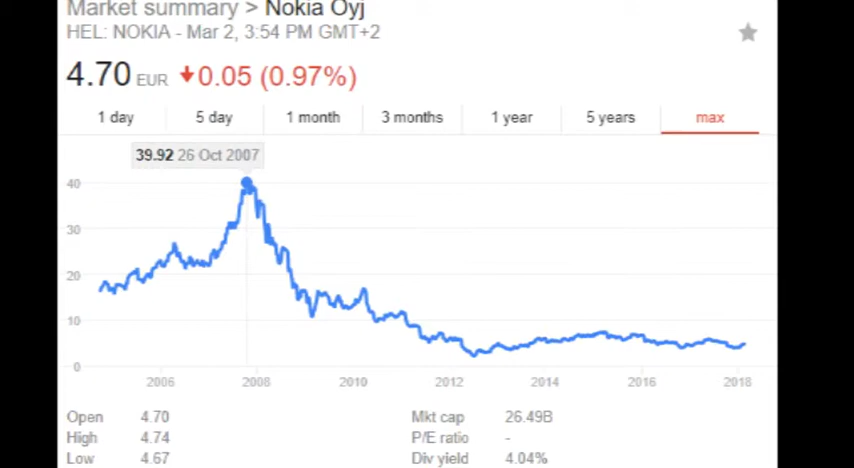 Market summary > Nokia Oyj
HEL: NOKIA - Mar 2, 3:54 PM GMT+2
4.70 EUR 0.05 (0.97%)
1 day 5 day 1 month 3 months 1 year 5 years max
39.92 26 Oct 2007
40
30
20
10
0
2006 2008 2010 2012 2014 2016 2018
Open 4.70 Mkt cap 26.49B
High 4.74 P/E ratio -
Low 4.67 Div yield 4.04%